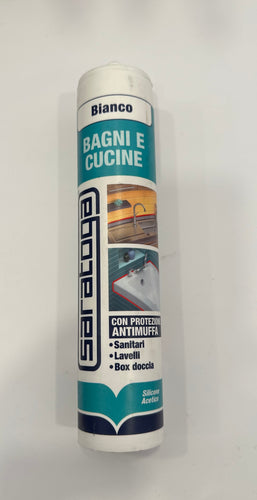 Bianco
BAGNI E
CUCINE
saratoga
CON PROTEZIONE
ANTIMUFFA
•Sanitari
•Lavelli
•Box doccia
Silicone
Acetico